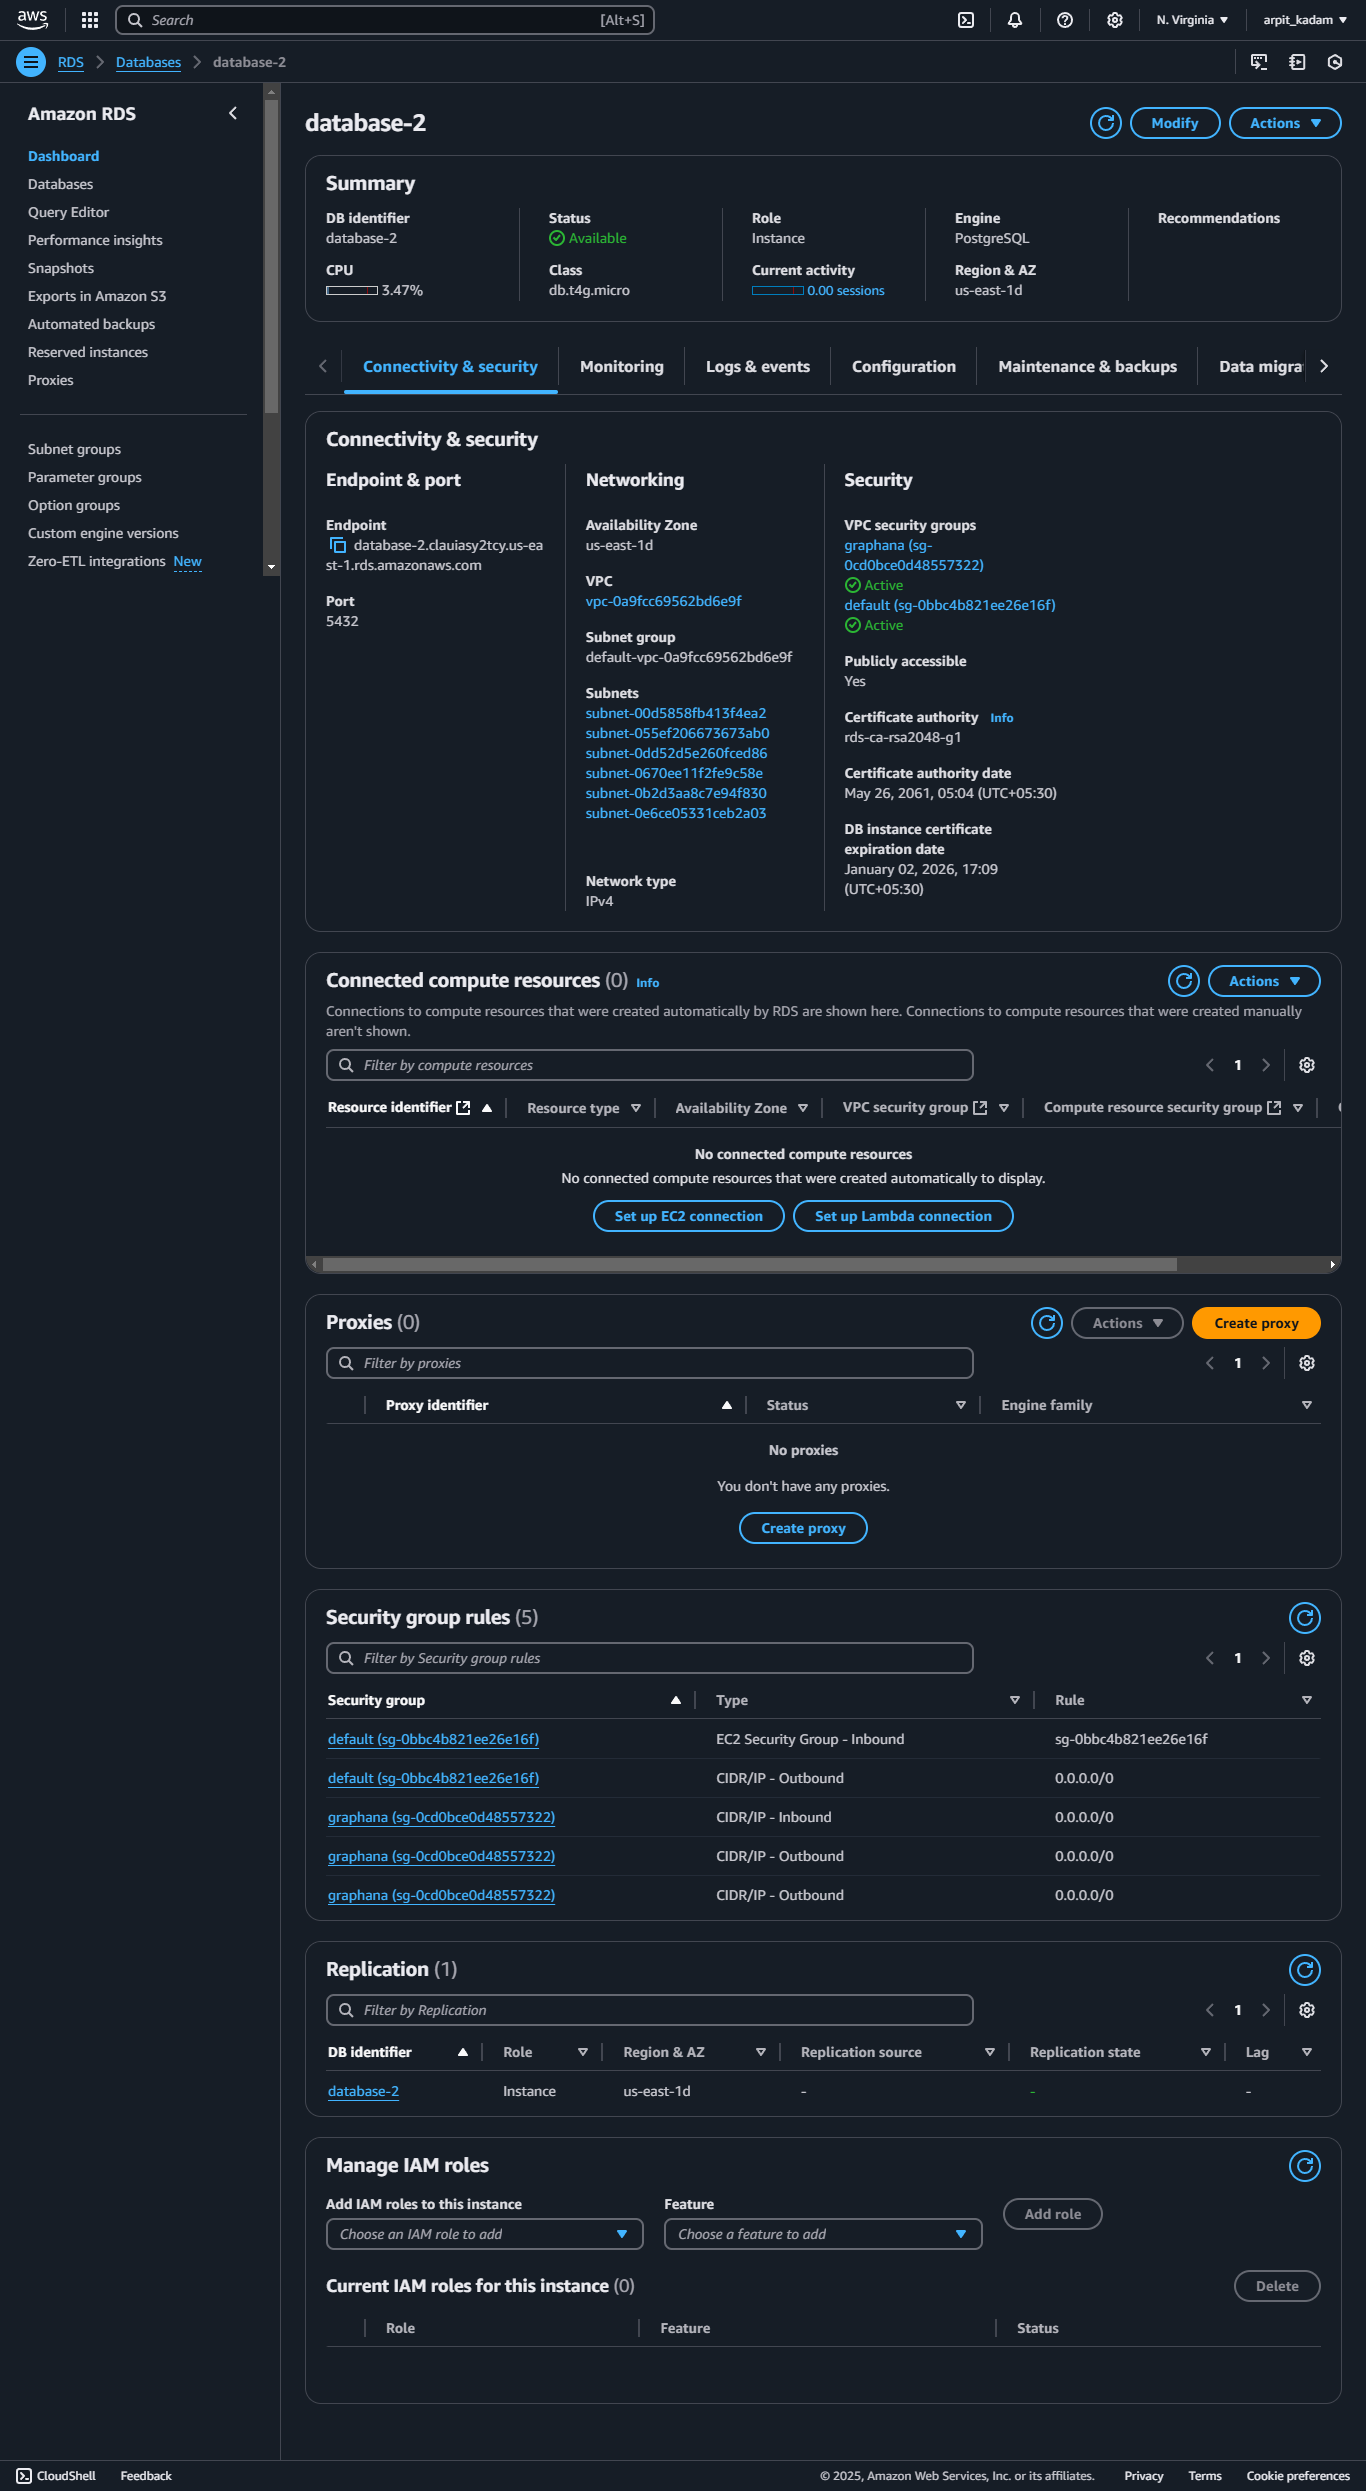 aws
Search [Alt+S]
N. Virginia
arpit_kadam
RDS
Databases
database-2
Amazon RDS
Dashboard
Databases
Query Editor
Performance insights
Snapshots
Exports in Amazon S3
Automated backups
Reserved instances
Proxies
Subnet groups
Parameter groups
Option groups
Custom engine versions
Zero-ETL integrations New
database-2
Modify
Actions
Summary
DB identifier
database-2
CPU
3.47%
Status
Available
Class
db.t4g.micro
Role
Instance
Current activity
0.00 sessions
Engine
PostgreSQL
Region & AZ
us-east-1d
Recommendations
Connectivity & security
Monitoring
Logs & events
Configuration
Maintenance & backups
Data migra
Connectivity & security
Endpoint & port
Endpoint
database-2.clauiasy2tcy.us-ea
st-1.rds.amazonaws.com
Port
5432
Networking
Availability Zone
us-east-1d
VPC
vpc-0a9fcc69562bd6e9f
Subnet group
default-vpc-0a9fcc69562bd6e9f
Subnets
subnet-00d5858fb413f4ea2
subnet-055ef206673673ab0
subnet-0dd52d5e260fced86
subnet-0670ee11f2fe9c58e
subnet-0b2d3aa8c7e94f830
subnet-0e6ce05331ceb2a03
Network type
IPv4
Security
VPC security groups
graphana (sg-
0cd0bce0d48557322)
Active
default (sg-0bbc4b821ee26e16f)
Active
Publicly accessible
Yes
Certificate authority Info
rds-ca-rsa2048-g1
Certificate authority date
May 26, 2061, 05:04 (UTC+05:30)
DB instance certificate
expiration date
January 02, 2026, 17:09
(UTC+05:30)
Connected compute resources (0) Info
Actions
Connections to compute resources that were created automatically by RDS are shown here. Connections to compute resources that were created manually
aren't shown.
Filter by compute resources
1
Resource identifier Resource type Availability Zone VPC security group Compute resource security group
No connected compute resources
No connected compute resources that were created automatically to display.
Set up EC2 connection
Set up Lambda connection
Proxies (0)
Actions
Create proxy
Filter by proxies
1
Proxy identifier Status Engine family
No proxies
You don't have any proxies.
Create proxy
Security group rules (5)
Filter by Security group rules
1
Security group Type Rule
default (sg-0bbc4b821ee26e16f) EC2 Security Group - Inbound sg-0bbc4b821ee26e16f
default (sg-0bbc4b821ee26e16f) CIDR/IP - Outbound 0.0.0.0/0
graphana (sg-0cd0bce0d48557322) CIDR/IP - Inbound 0.0.0.0/0
graphana (sg-0cd0bce0d48557322) CIDR/IP - Outbound 0.0.0.0/0
graphana (sg-0cd0bce0d48557322) CIDR/IP - Outbound 0.0.0.0/0
Replication (1)
Filter by Replication
1
DB identifier Role Region & AZ Replication source Replication state Lag
database-2 Instance us-east-1d - - -
Manage IAM roles
Add IAM roles to this instance
Choose an IAM role to add
Feature
Choose a feature to add
Add role
Current IAM roles for this instance (0)
Delete
Role Feature Status
CloudShell Feedback © 2025, Amazon Web Services, Inc. or its affiliates. Privacy Terms Cookie preferences